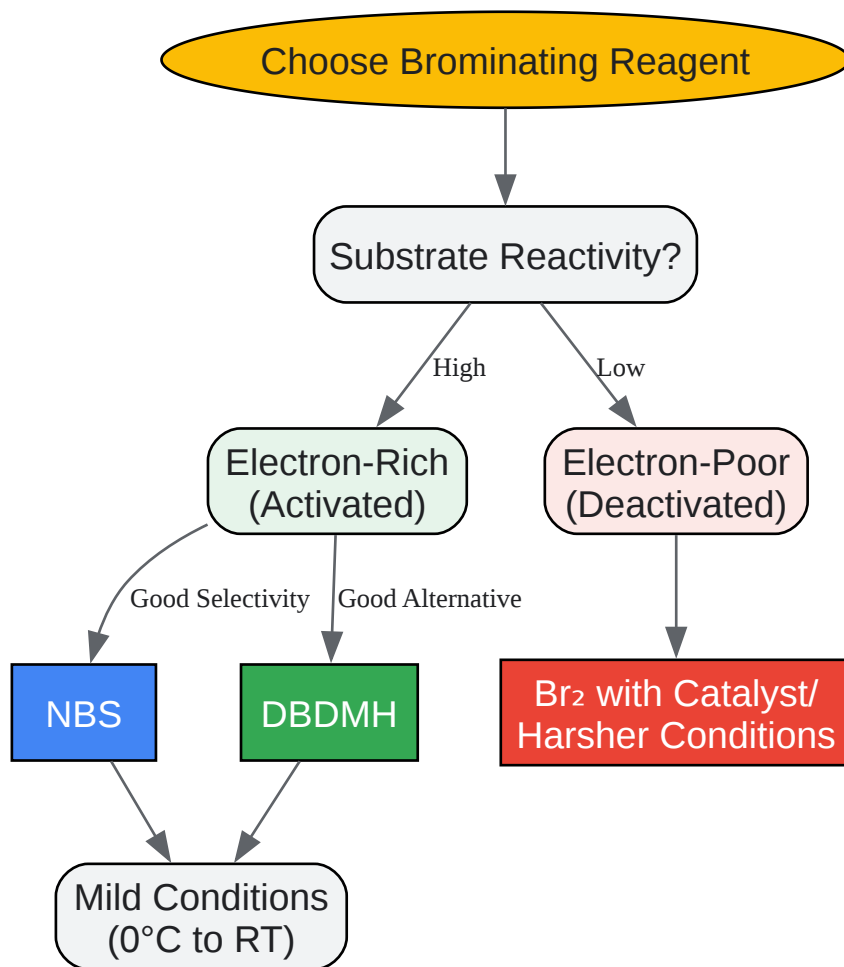 Choose Brominating Reagent
Substrate Reactivity?
High
Low
Electron-Rich
(Activated)
Electron-Poor
(Deactivated)
Good Selectivity
Good Alternative
NBS
DBDMH
Br₂ with Catalyst/
Harsher Conditions
Mild Conditions
(0°C to RT)